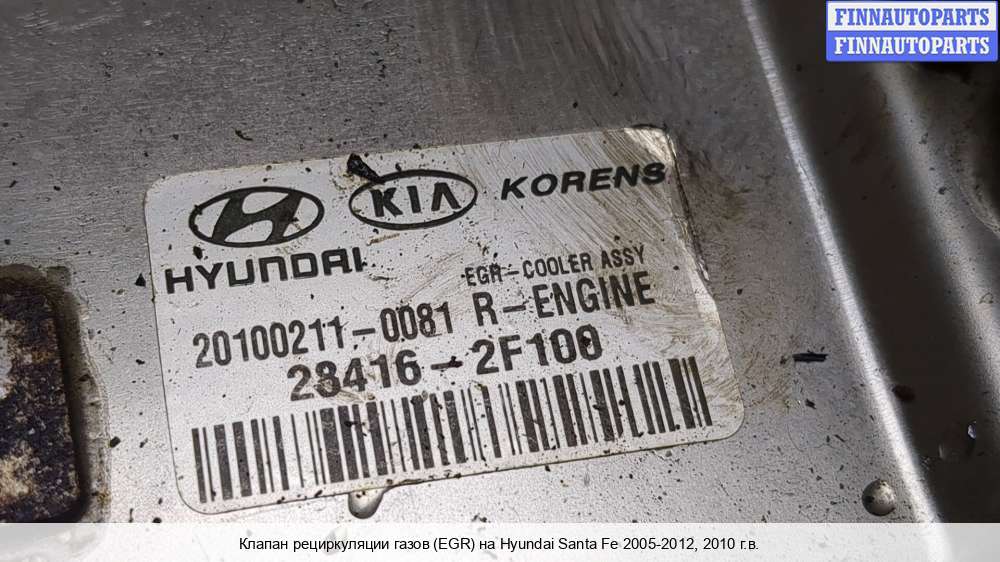 FINNAUTOPARTS
FINNAUTOPARTS
KIA
KORENS
HYUNDAI
EGR-COOLER ASSY
20100211-0081 R-ENGINE
28416-2F100
Клапан рециркуляции газов (EGR) на Hyundai Santa Fe 2005-2012, 2010 г.в.